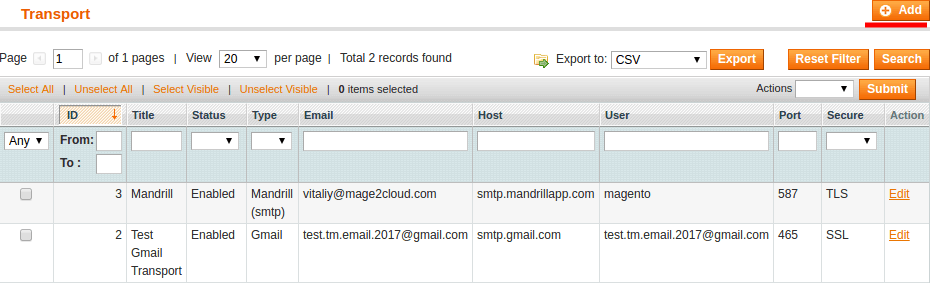 Transport
Add
Page 1 of 1 pages | View 20 per page | Total 2 records found Export to: CSV Export Reset Filter Search
Select All | Unselect All | Select Visible | Unselect Visible | 0 items selected Actions Submit
ID Title Status Type Email Host User Port Secure Action
Any From:
To :
3 Mandrill Enabled Mandrill vitaliy@mage2cloud.com smtp.mandrillapp.com magento 587 TLS Edit
(smtp)
2 Test Enabled Gmail test.tm.email.2017@gmail.com smtp.gmail.com test.tm.email.2017@gmail.com 465 SSL Edit
Gmail
Transport